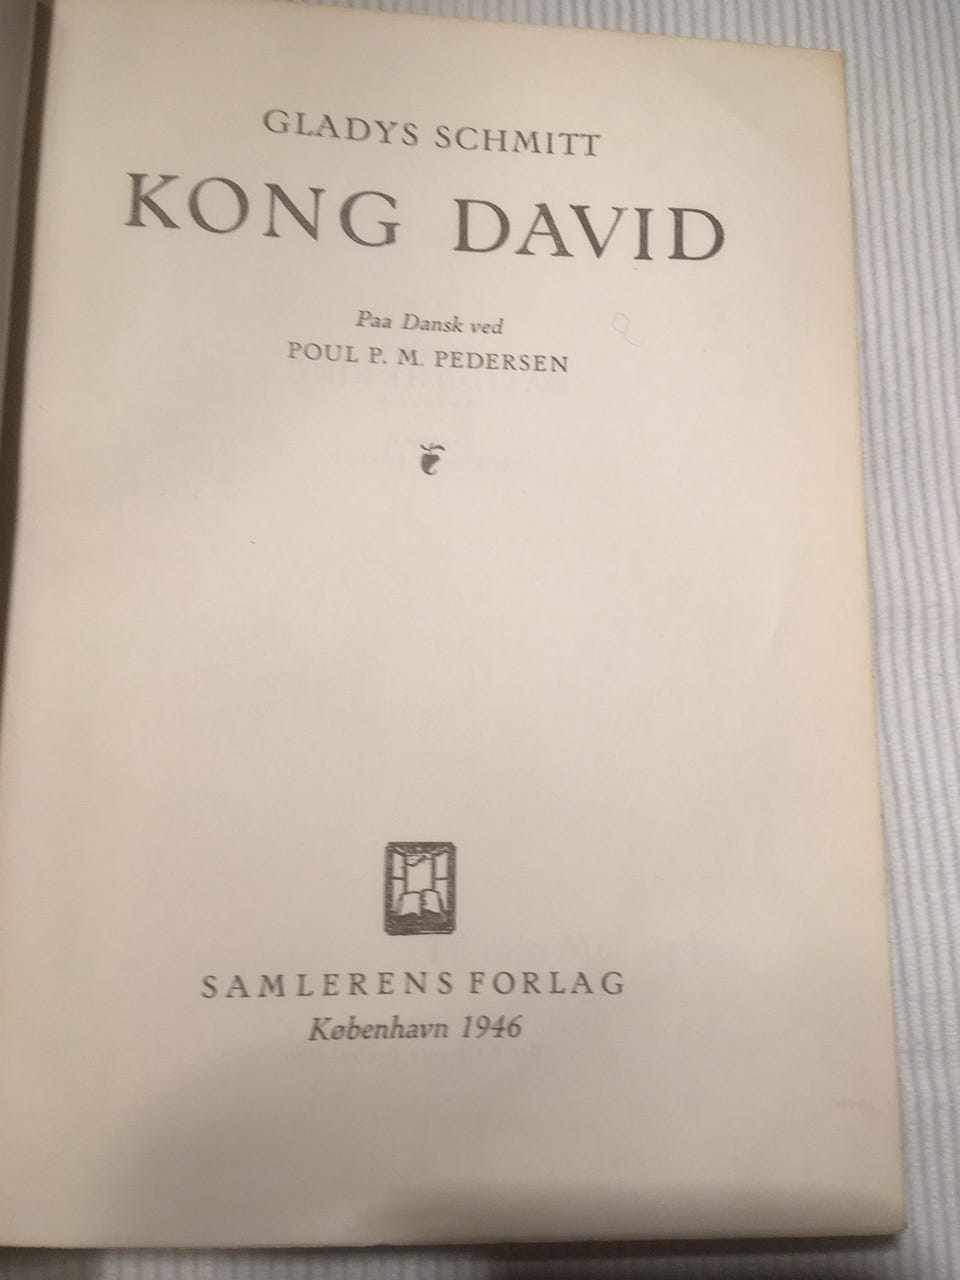 GLADYS SCHMITT
KONG DAVID
Paa Dansk ved
POUL P. M. PEDERSEN
SAMLERENS FORLAG
København 1946